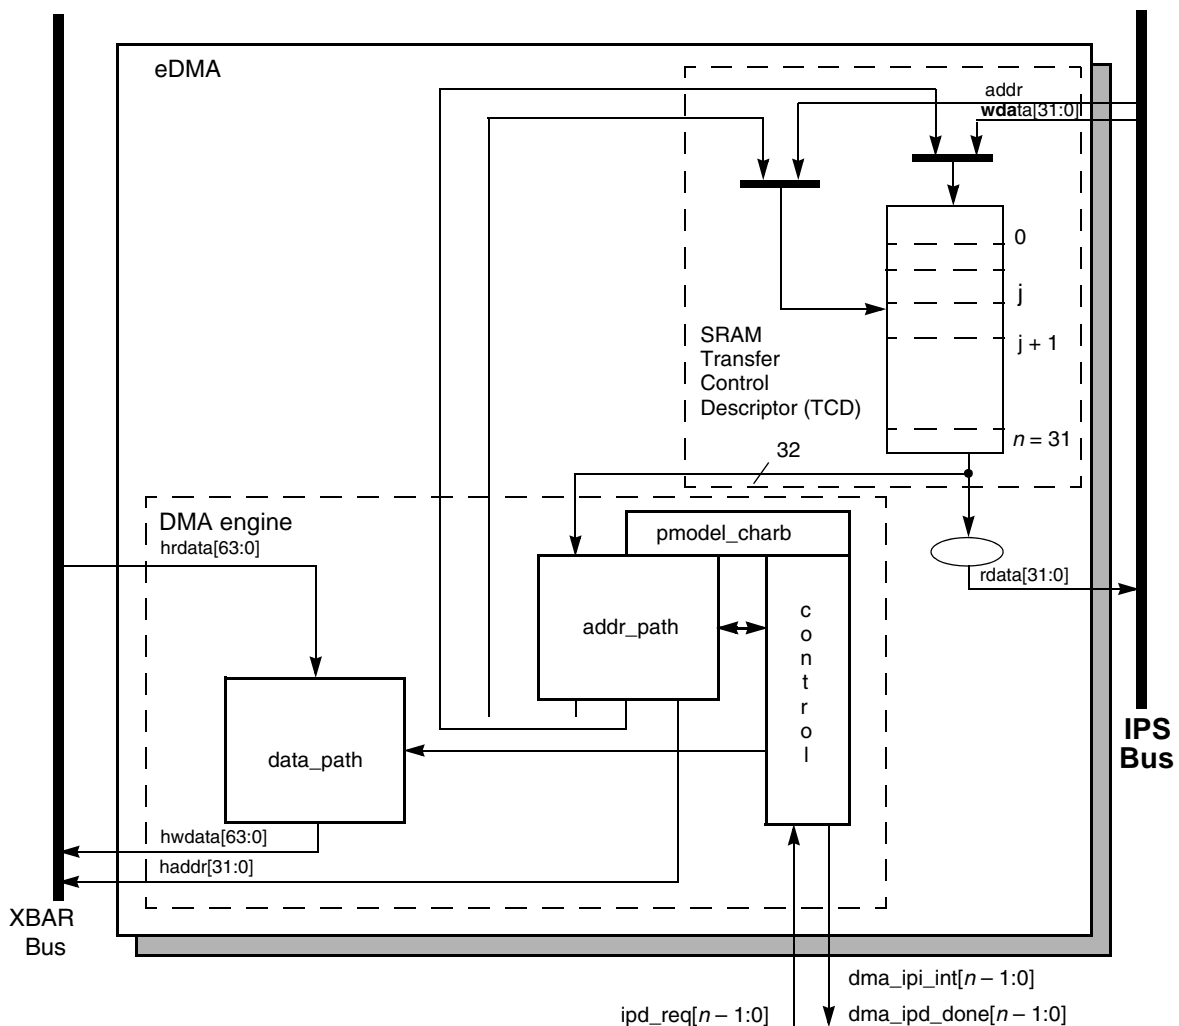 eDMA
addr
wdata[31:0]
0
j
j + 1
n = 31
SRAM
Transfer
Control
Descriptor (TCD)
32
DMA engine
hrdata[63:0]
pmodel_charb
rdata[31:0]
addr_path
control
data_path
IPS
Bus
hwdata[63:0]
haddr[31:0]
XBAR
Bus
dma_ipi_int[n – 1:0]
ipd_req[n – 1:0]
dma_ipd_done[n – 1:0]